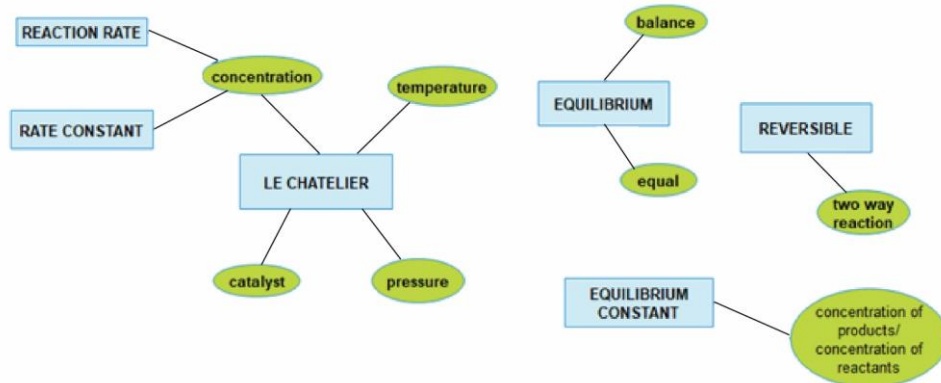 REACTION RATE
concentration
RATE CONSTANT
temperature
LE CHATELIER
catalyst
pressure
balance
EQUILIBRIUM
equal
REVERSIBLE
two way
reaction
EQUILIBRIUM
CONSTANT
concentration of
products/
concentration of
reactants